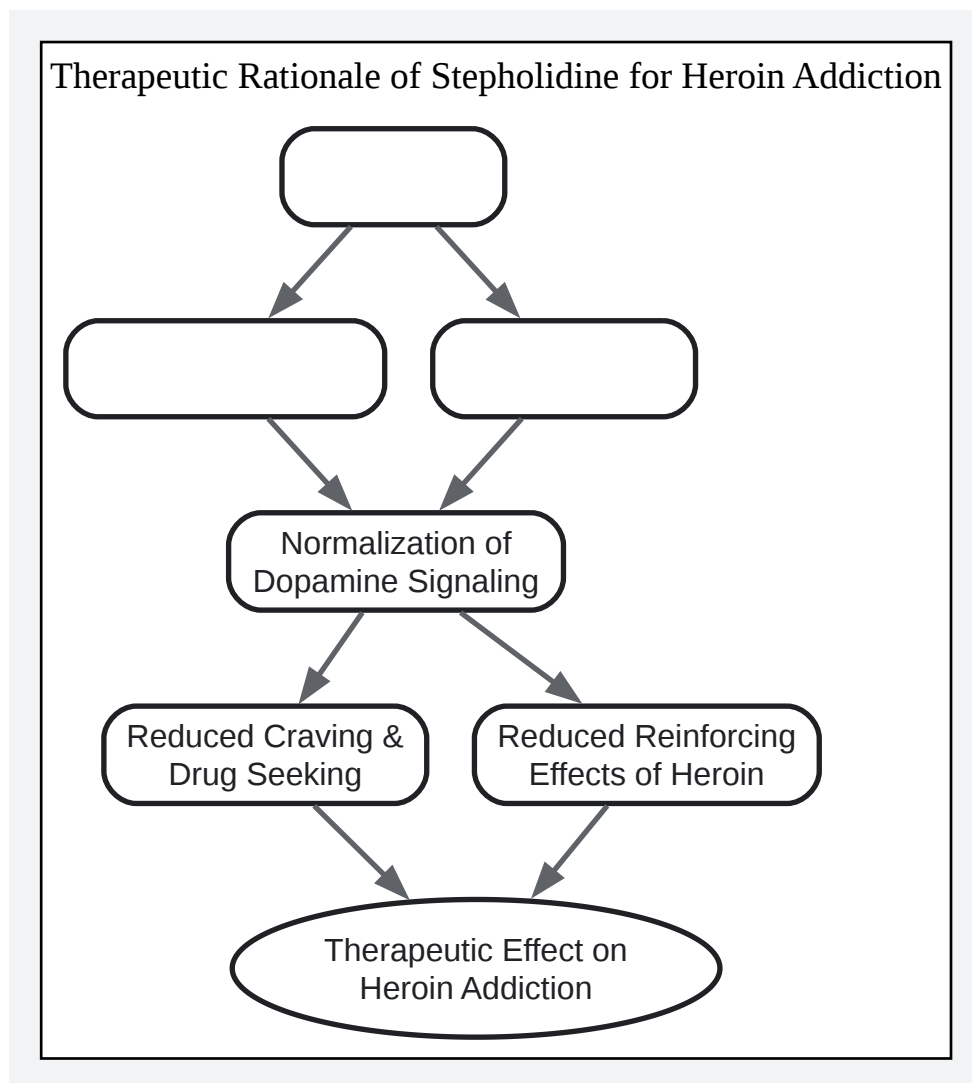 Therapeutic Rationale of Stepholidine for Heroin Addiction
Normalization of
Dopamine Signaling
Reduced Craving &
Drug Seeking
Reduced Reinforcing
Effects of Heroin
Therapeutic Effect on
Heroin Addiction